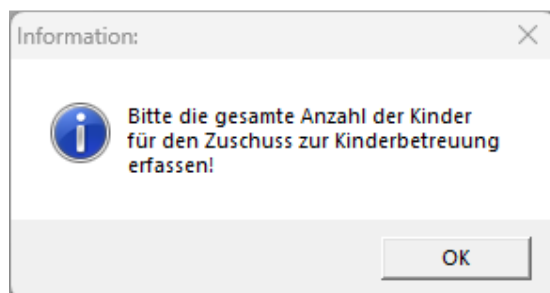 Information:
Bitte die gesamte Anzahl der Kinder
für den Zuschuss zur Kinderbetreuung
erfassen!
OK